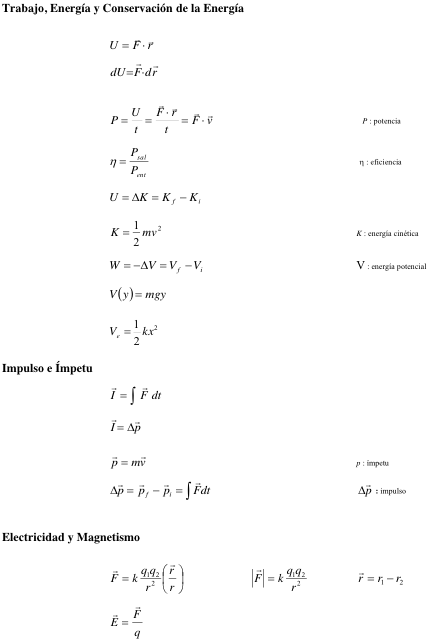 Trabajo, Energía y Conservación de la Energía
U = F⃗ · r⃗
dU=F⃗·dr⃗
P = U/t = F⃗ · r⃗/t = F⃗ · v⃗ P : potencia
η = P_sal/P_ent η : eficiencia
U = ΔK = K_f − K_i
K = 1/2 mv² K : energía cinética
W = −ΔV = V_f − V_i V : energía potencial
V(y) = mgy
V_e = 1/2 kx²
Impulso e Ímpetu
I⃗ = ∫ F⃗ dt
I⃗ = Δp⃗
p⃗ = mv⃗ p : ímpetu
Δp⃗ = p⃗_f − p⃗_i = ∫ F⃗dt Δp⃗ : impulso
Electricidad y Magnetismo
F⃗ = k q₁q₂/r² (r⃗/r) |F⃗| = k q₁q₂/r² r⃗ = r₁ − r₂
E⃗ = F⃗/q